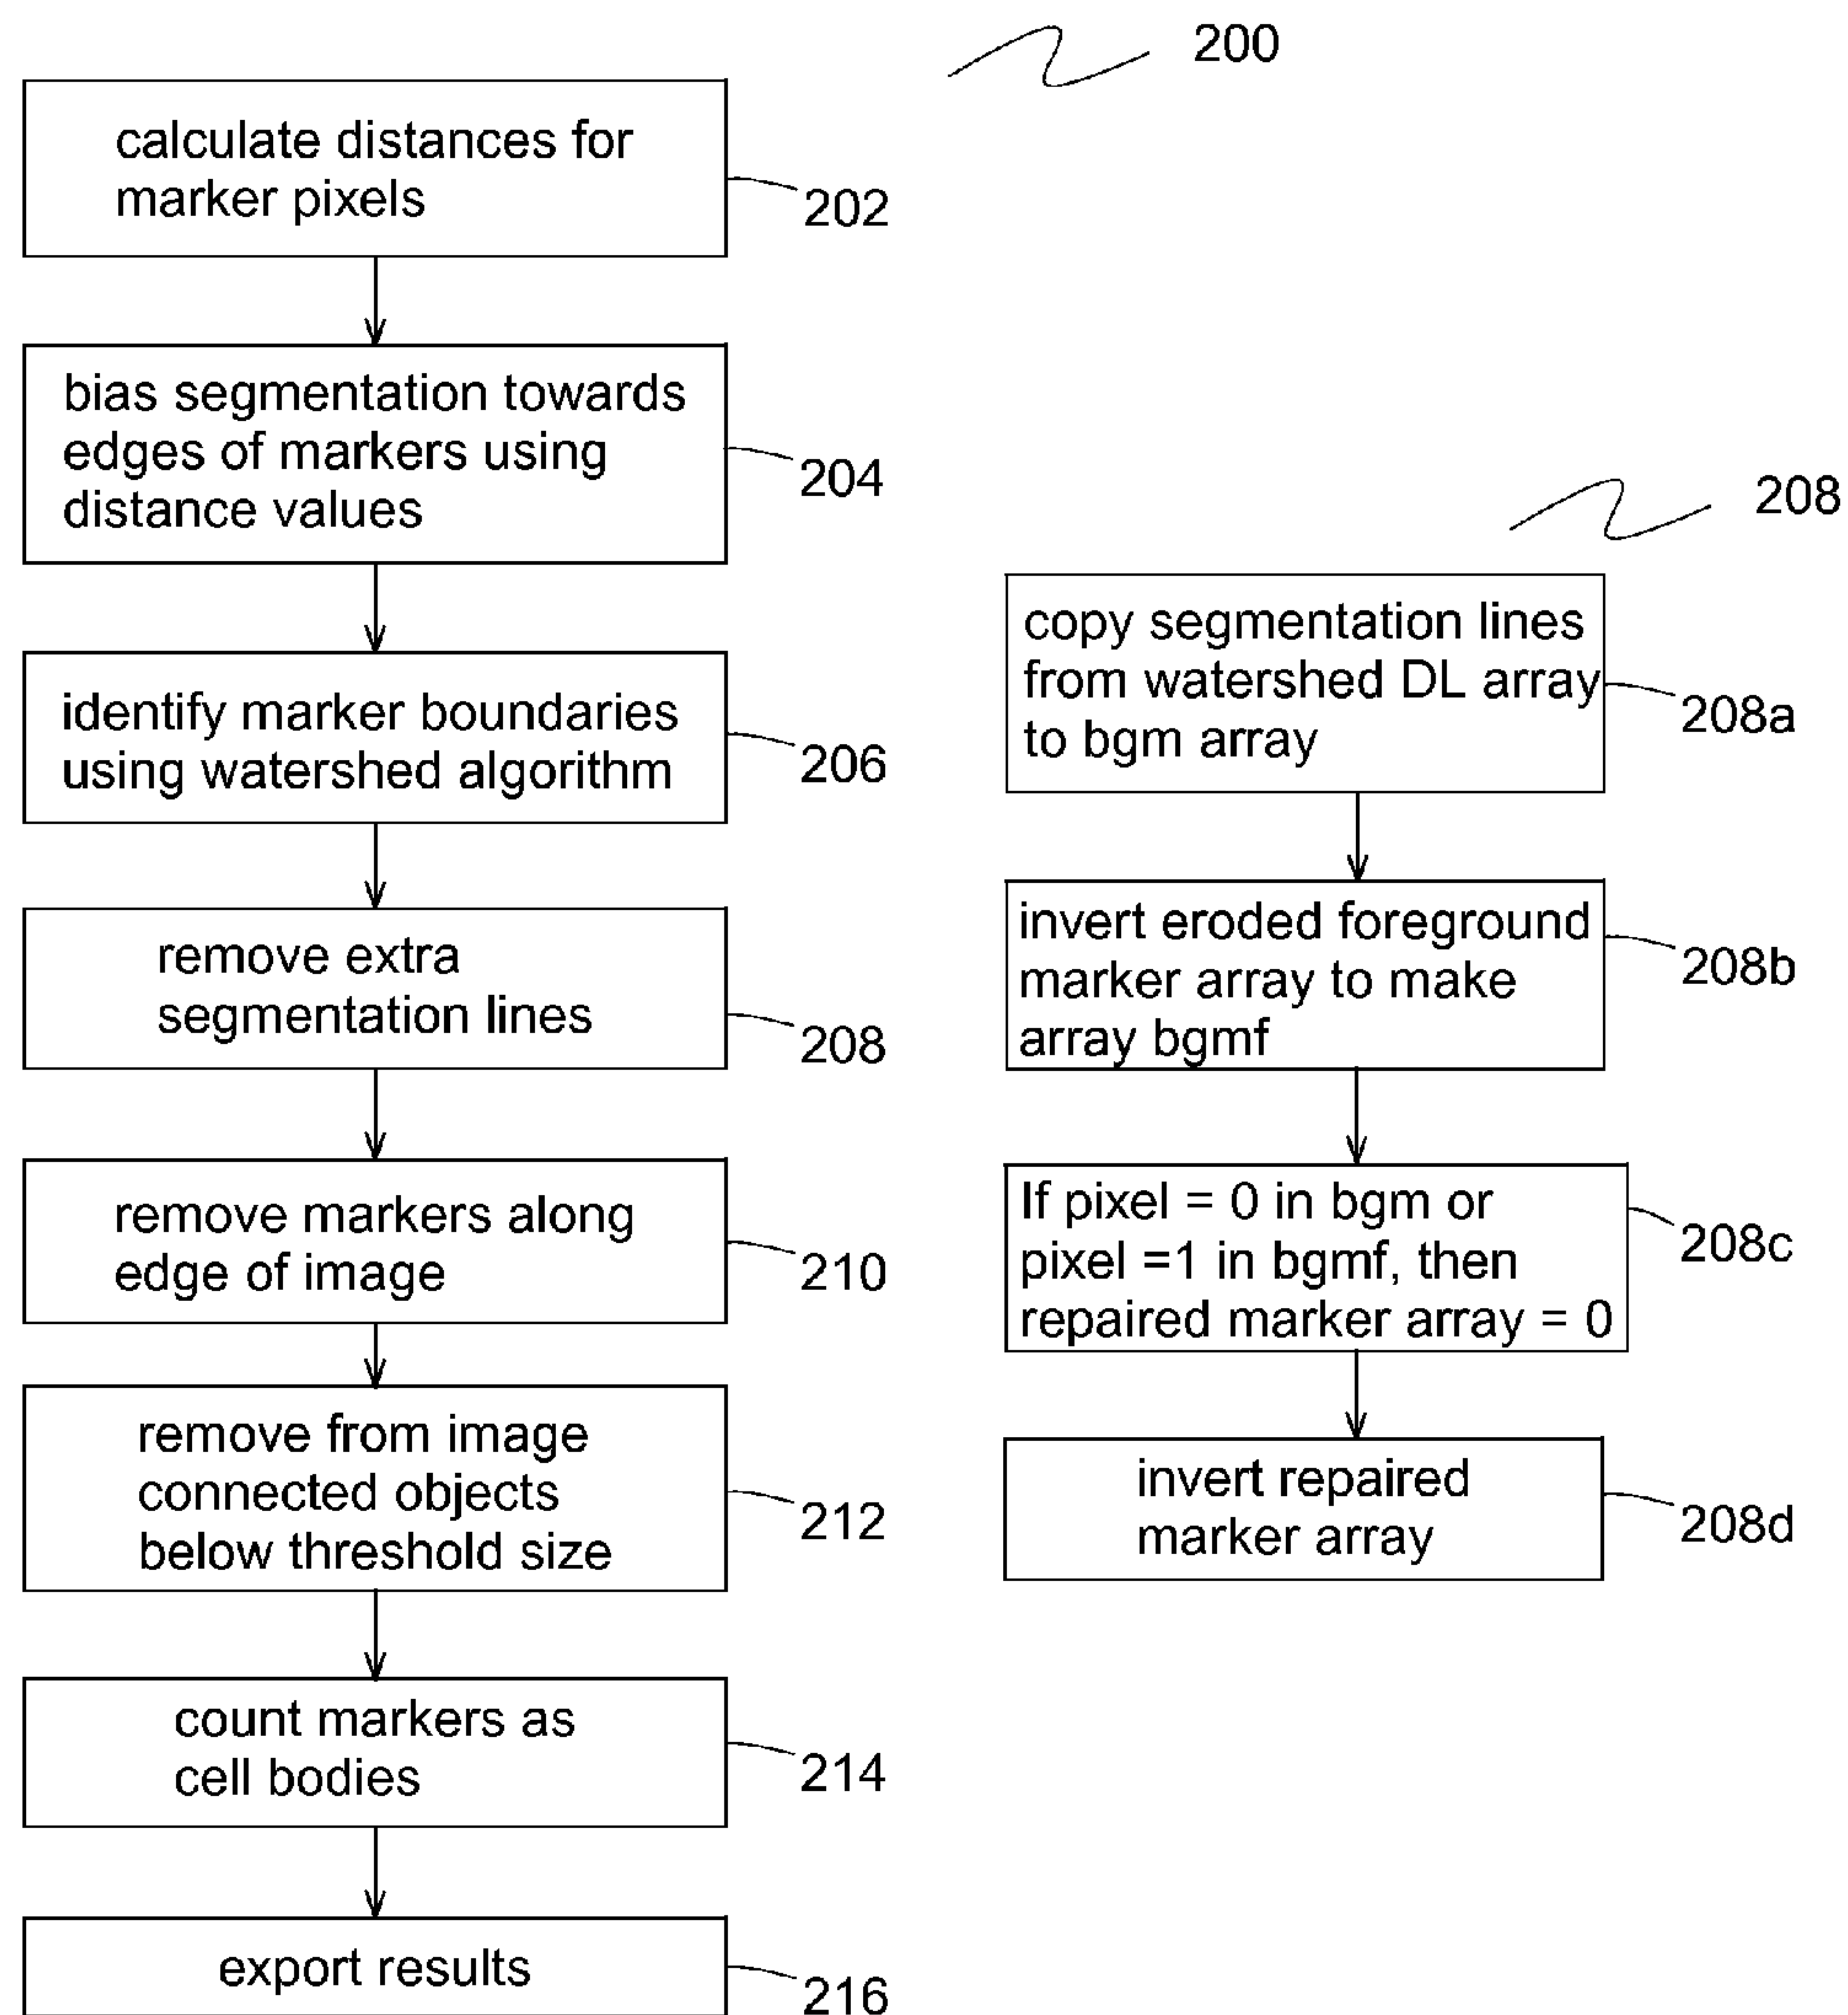 200
calculate distances for
marker pixels
202
bias segmentation towards
edges of markers using
distance values
204
identify marker boundaries
using watershed algorithm
206
remove extra
segmentation lines
208
remove markers along
edge of image
210
remove from image
connected objects
below threshold size
212
count markers as
cell bodies
214
export results
216
208
copy segmentation lines
from watershed DL array
to bgm array
208a
invert eroded foreground
marker array to make
array bgmf
208b
If pixel = 0 in bgm or
pixel =1 in bgmf, then
repaired marker array = 0
208c
invert repaired
marker array
208d